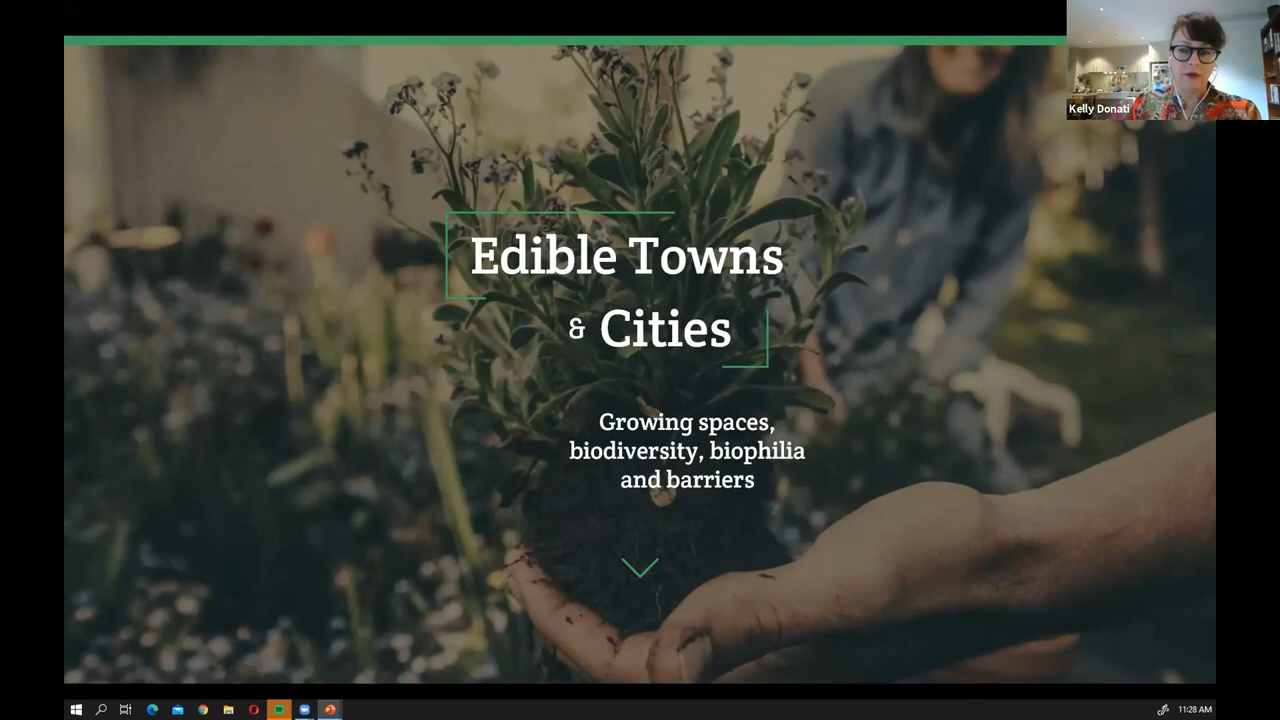 Kelly Donati
Edible Towns
& Cities
Growing spaces,
biodiversity, biophilia
and barriers
11:28 AM